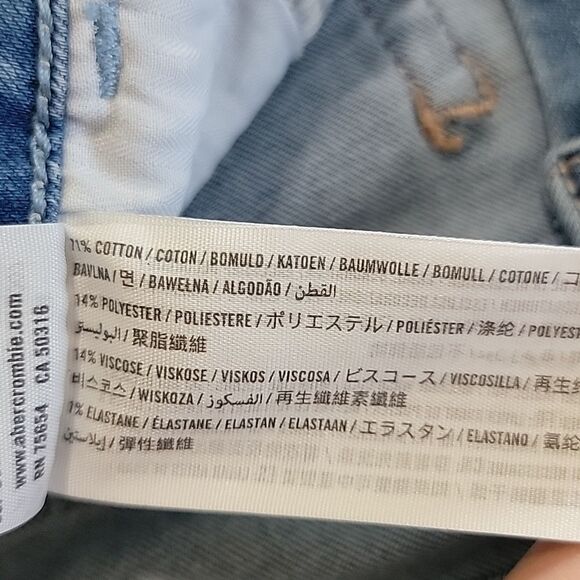 www.abercrombie.com
RN 75654 CA 50316
71% COTTON / COTON / BOMULD / KATOEN / BAUMWOLLE / BOMULL / COTONE / コ
BAVLNA / 면 / BAWEŁNA / ALGODÃO / القطن
14% POLYESTER / POLIESTERE / ポリエステル / POLIÉSTER / 涤纶 / POLYEST
البوليستر / 聚脂纖維
14% VISCOSE / VISKOSE / VISKOS / VISCOSA / ビスコース / VISCOSILLA / 再生纤
비스코스 / WISKOZA / الفسكوز / 再生纖維素纖維
1% ELASTANE / ÉLASTANE / ELASTAN / ELASTAAN / エラスタン / ELASTANO / 氨纶
إيلاستين / 彈性纖維